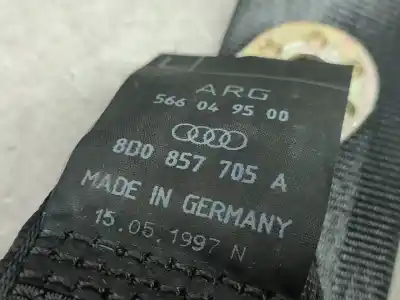 L
ARG
566 04 95 00
8D0 857 705 A
MADE IN GERMANY
15.05.1997 N